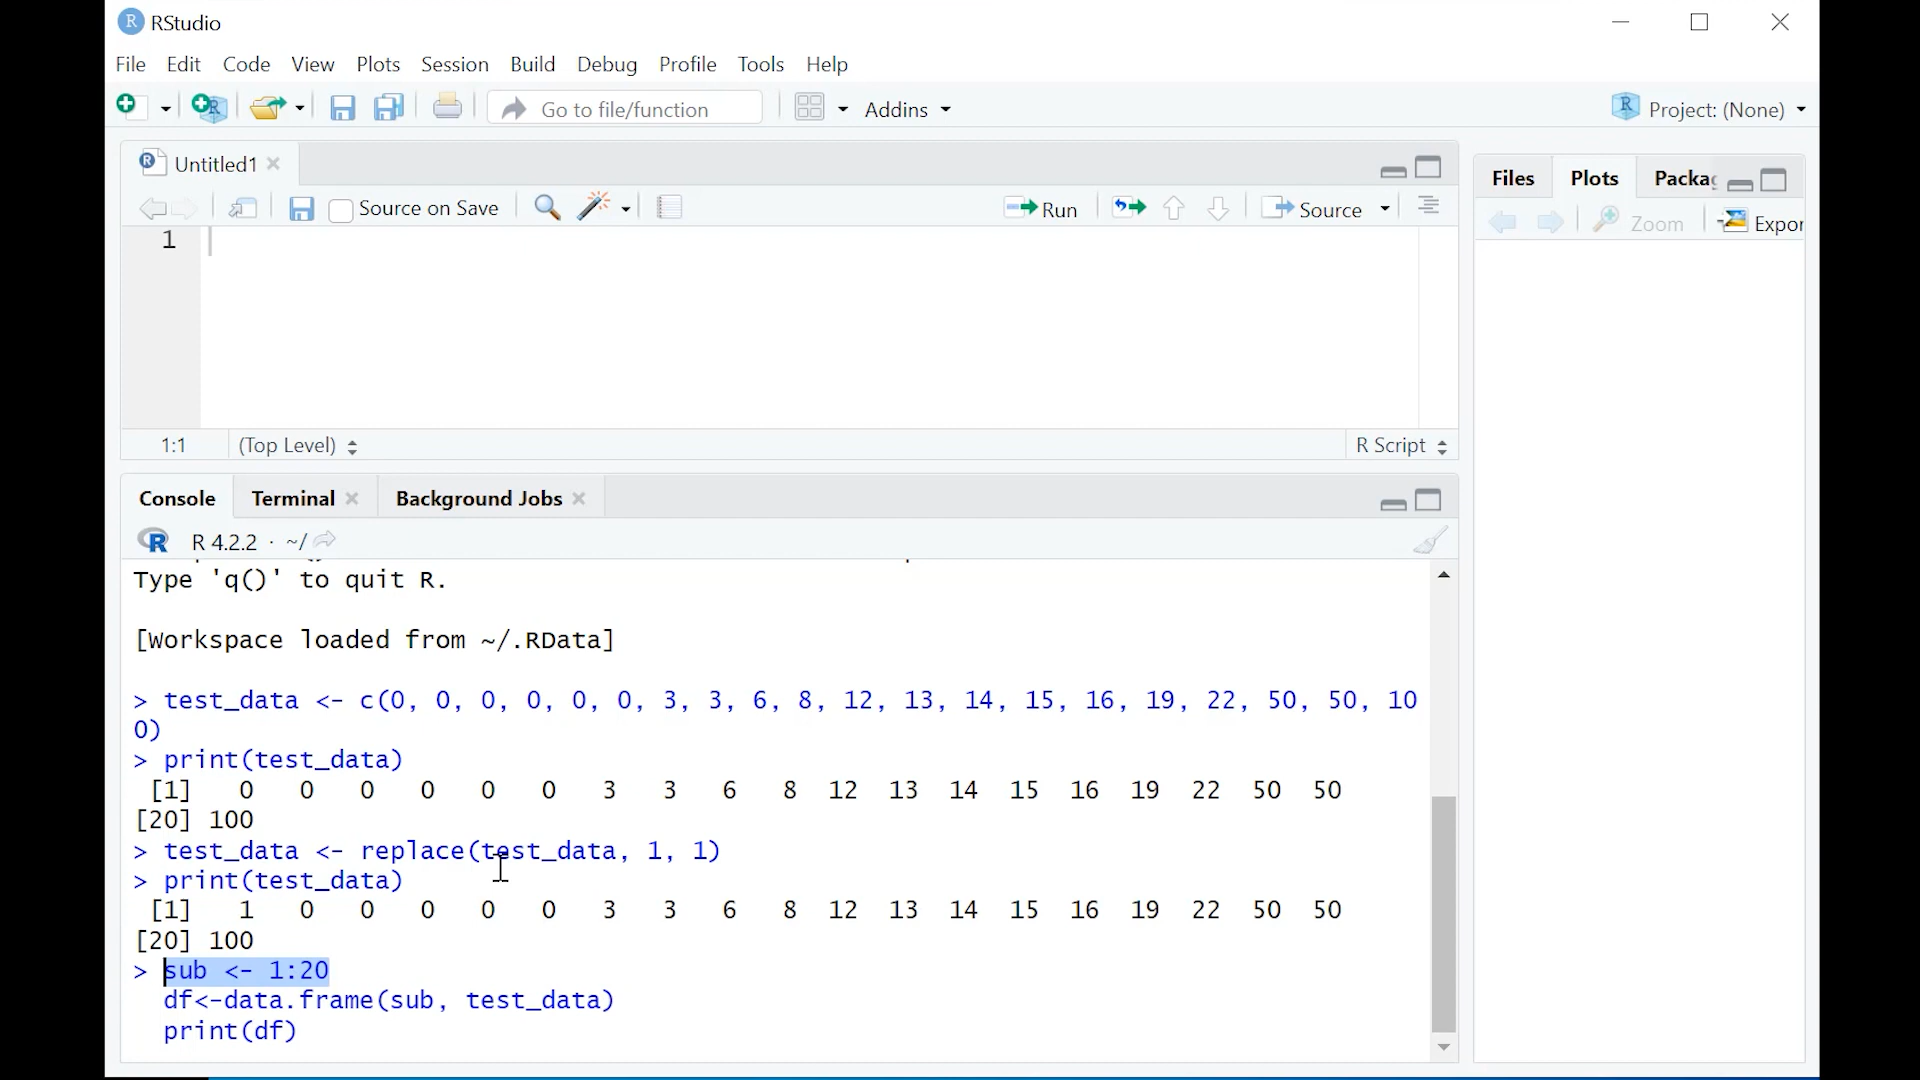 RStudio
File Edit Code View Plots Session Build Debug Profile Tools Help
Go to file/function Addins Project: (None)
Untitled1
Source on Save Run Source
1
1:1 (Top Level) R Script
Files Plots Packag
Zoom Expor
Console Terminal Background Jobs
R 4.2.2 · ~/
Type 'q()' to quit R.
[Workspace loaded from ~/.RData]
> test_data <- c(0, 0, 0, 0, 0, 0, 3, 3, 6, 8, 12, 13, 14, 15, 16, 19, 22, 50, 50, 10
0)
> print(test_data)
[1] 0 0 0 0 0 0 3 3 6 8 12 13 14 15 16 19 22 50 50
[20] 100
> test_data <- replace(test_data, 1, 1)
> print(test_data)
[1] 1 0 0 0 0 0 3 3 6 8 12 13 14 15 16 19 22 50 50
[20] 100
> sub <- 1:20
df<-data.frame(sub, test_data)
print(df)